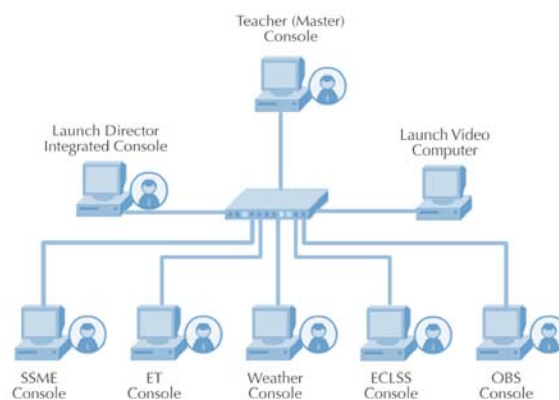 Teacher (Master)
Console
Launch Director
Integrated Console
Launch Video
Computer
SSME
Console
ET
Console
Weather
Console
ECLSS
Console
OBS
Console